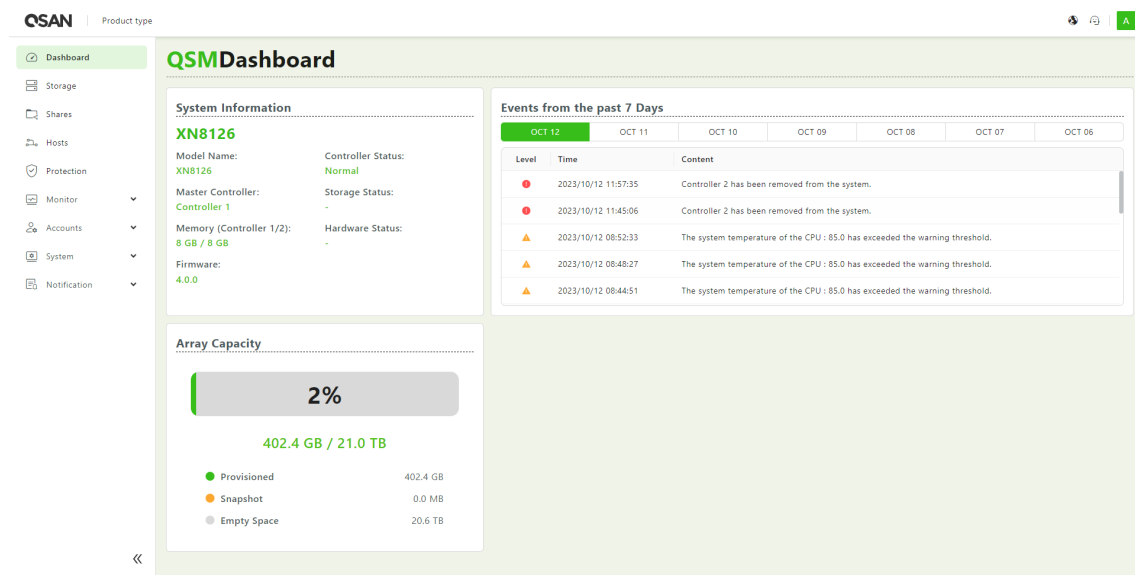 QSAN
Product type
A
Dashboard
Storage
Shares
Hosts
Protection
Monitor
Accounts
System
Notification
QSMDashboard
System Information
XN8126
Model Name:
XN8126
Controller Status:
Normal
Master Controller:
Controller 1
Storage Status:
-
Memory (Controller 1/2):
8 GB / 8 GB
Hardware Status:
-
Firmware:
4.0.0
Events from the past 7 Days
OCT 12 OCT 11 OCT 10 OCT 09 OCT 08 OCT 07 OCT 06
Level Time Content
2023/10/12 11:57:35 Controller 2 has been removed from the system.
2023/10/12 11:45:06 Controller 2 has been removed from the system.
2023/10/12 08:52:33 The system temperature of the CPU : 85.0 has exceeded the warning threshold.
2023/10/12 08:48:27 The system temperature of the CPU : 85.0 has exceeded the warning threshold.
2023/10/12 08:44:51 The system temperature of the CPU : 85.0 has exceeded the warning threshold.
Array Capacity
2%
402.4 GB / 21.0 TB
Provisioned 402.4 GB
Snapshot 0.0 MB
Empty Space 20.6 TB